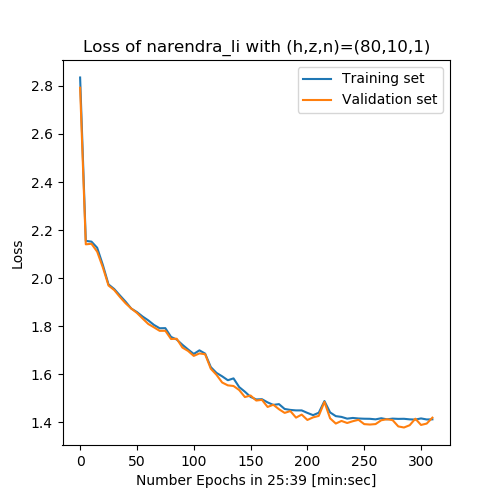 Loss of narendra_li with (h,z,n)=(80,10,1)
Training set
Validation set
2.8
2.6
2.4
2.2
2.0
1.8
1.6
1.4
Loss
0 50 100 150 200 250 300
Number Epochs in 25:39 [min:sec]